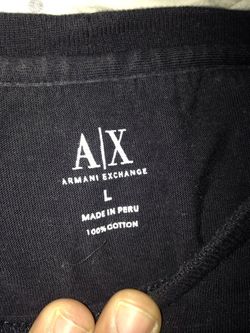 A|X
ARMANI EXCHANGE
L
MADE IN PERU
100% COTTON